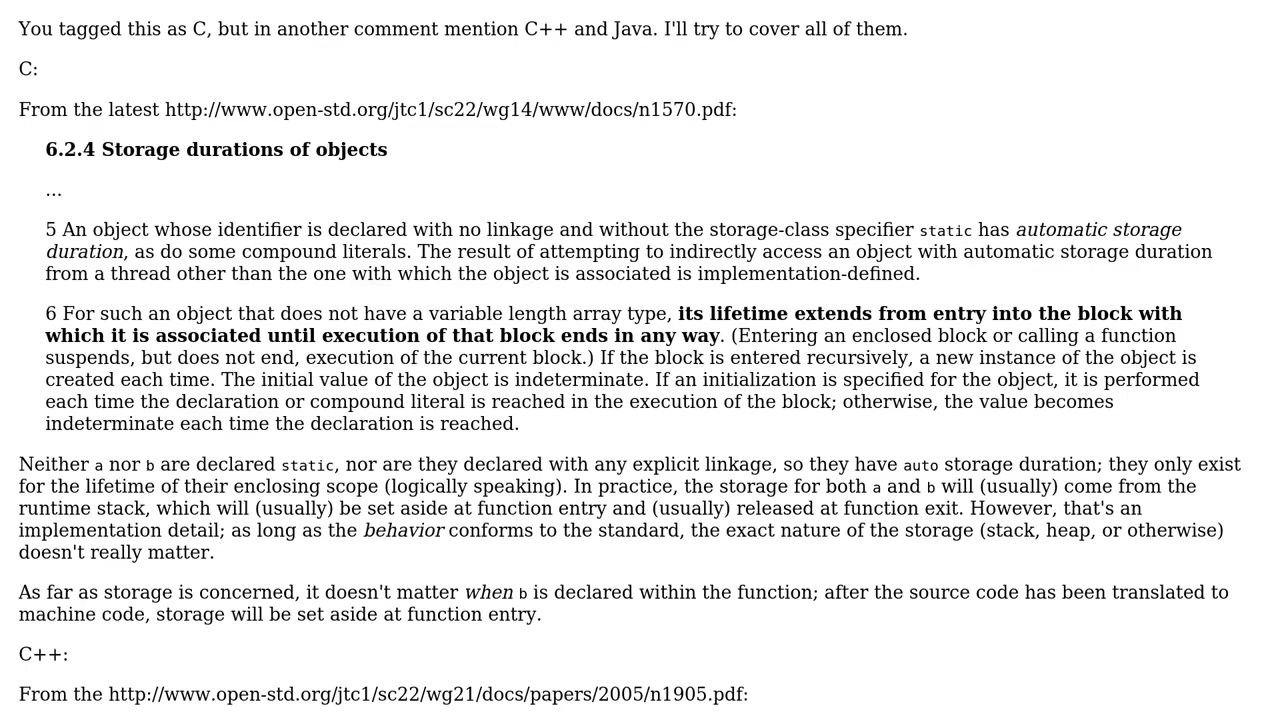 You tagged this as C, but in another comment mention C++ and Java. I'll try to cover all of them.
C:
From the latest http://www.open-std.org/jtc1/sc22/wg14/www/docs/n1570.pdf:
6.2.4 Storage durations of objects
...
5 An object whose identifier is declared with no linkage and without the storage-class specifier static has automatic storage
duration, as do some compound literals. The result of attempting to indirectly access an object with automatic storage duration
from a thread other than the one with which the object is associated is implementation-defined.
6 For such an object that does not have a variable length array type, its lifetime extends from entry into the block with
which it is associated until execution of that block ends in any way. (Entering an enclosed block or calling a function
suspends, but does not end, execution of the current block.) If the block is entered recursively, a new instance of the object is
created each time. The initial value of the object is indeterminate. If an initialization is specified for the object, it is performed
each time the declaration or compound literal is reached in the execution of the block; otherwise, the value becomes
indeterminate each time the declaration is reached.
Neither a nor b are declared static, nor are they declared with any explicit linkage, so they have auto storage duration; they only exist
for the lifetime of their enclosing scope (logically speaking). In practice, the storage for both a and b will (usually) come from the
runtime stack, which will (usually) be set aside at function entry and (usually) released at function exit. However, that's an
implementation detail; as long as the behavior conforms to the standard, the exact nature of the storage (stack, heap, or otherwise)
doesn't really matter.
As far as storage is concerned, it doesn't matter when b is declared within the function; after the source code has been translated to
machine code, storage will be set aside at function entry.
C++:
From the http://www.open-std.org/jtc1/sc22/wg21/docs/papers/2005/n1905.pdf: